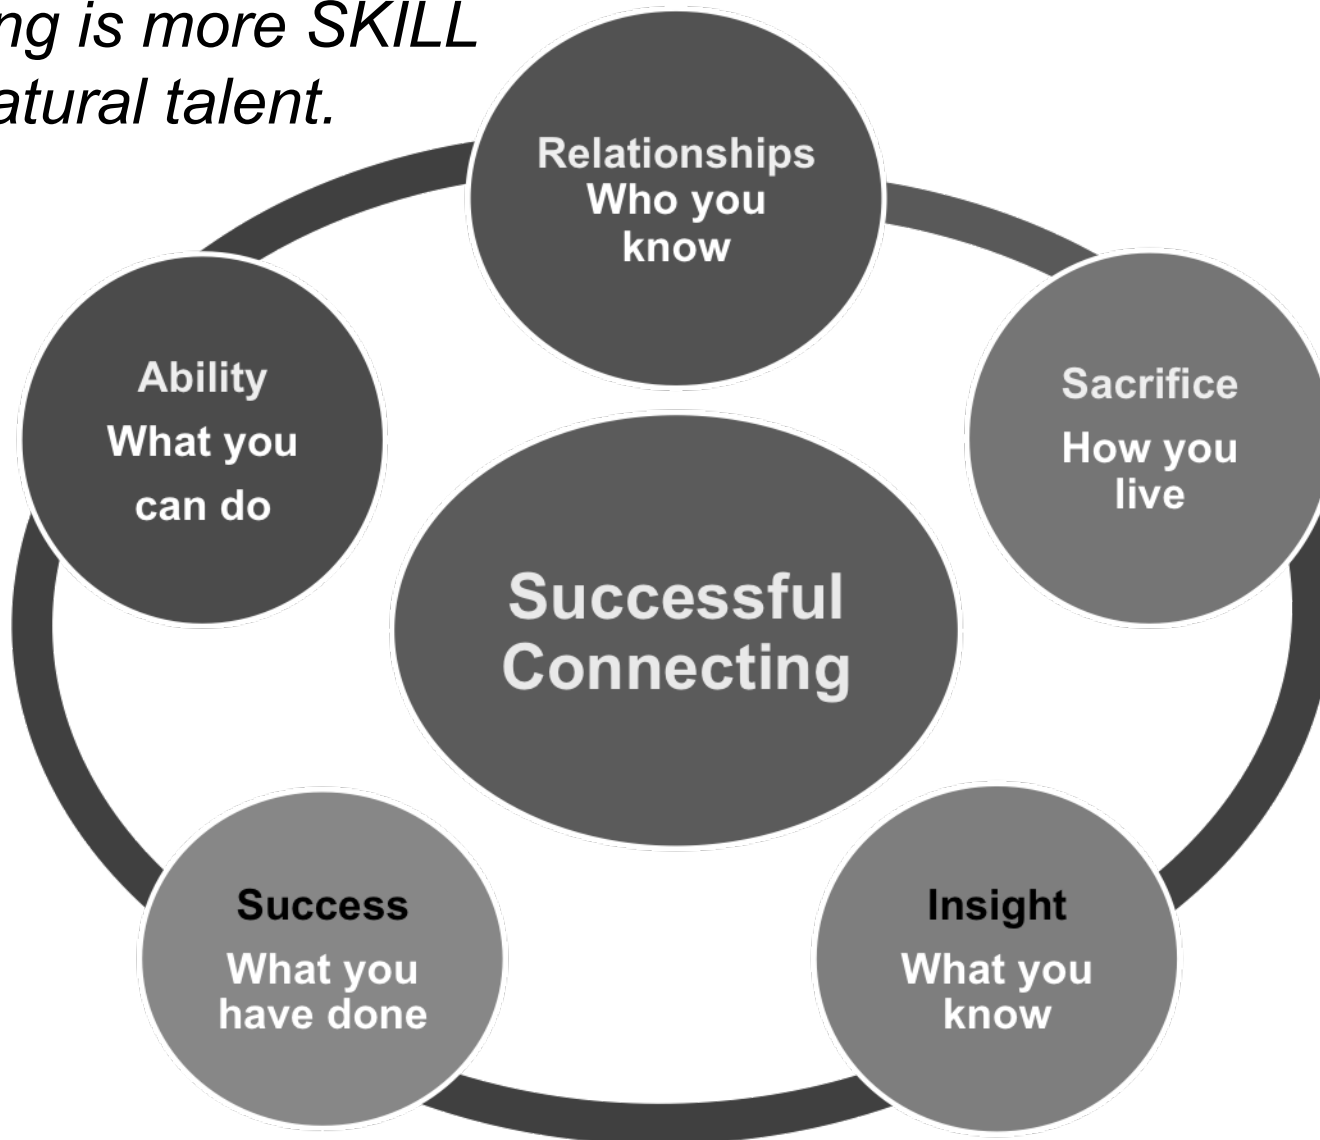 ng is more SKILL
atural talent.
Relationships
Who you
know
Ability
What you
can do
Sacrifice
How you
live
Successful
Connecting
Success
What you
have done
Insight
What you
know